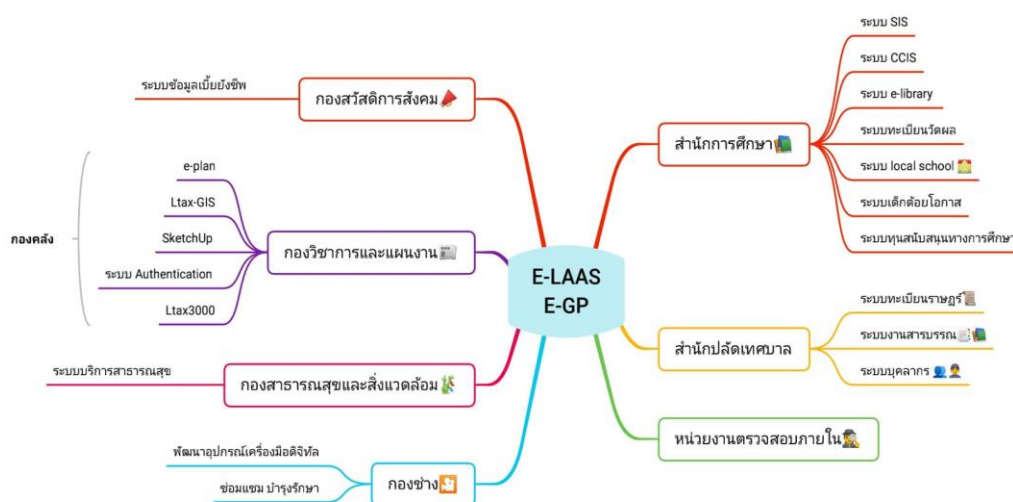 E-LAAS
E-GP
กองสวัสดิการสังคม
ระบบข้อมูลเบี้ยยังชีพ
กองคลัง
กองวิชาการและแผนงาน
e-plan
Ltax-GIS
SketchUp
ระบบ Authentication
Ltax3000
กองสาธารณสุขและสิ่งแวดล้อม
ระบบบริการสาธารณสุข
กองช่าง
พัฒนาอุปกรณ์เครื่องมือดิจิทัล
ซ่อมแซม บำรุงรักษา
สำนักการศึกษา
ระบบ SIS
ระบบ CCIS
ระบบ e-library
ระบบทะเบียนวัดผล
ระบบ local school
ระบบเด็กด้อยโอกาส
ระบบทุนสนับสนุนทางการศึกษา
สำนักปลัดเทศบาล
ระบบทะเบียนราษฎร์
ระบบงานสารบรรณ
ระบบบุคลากร
หน่วยงานตรวจสอบภายใน